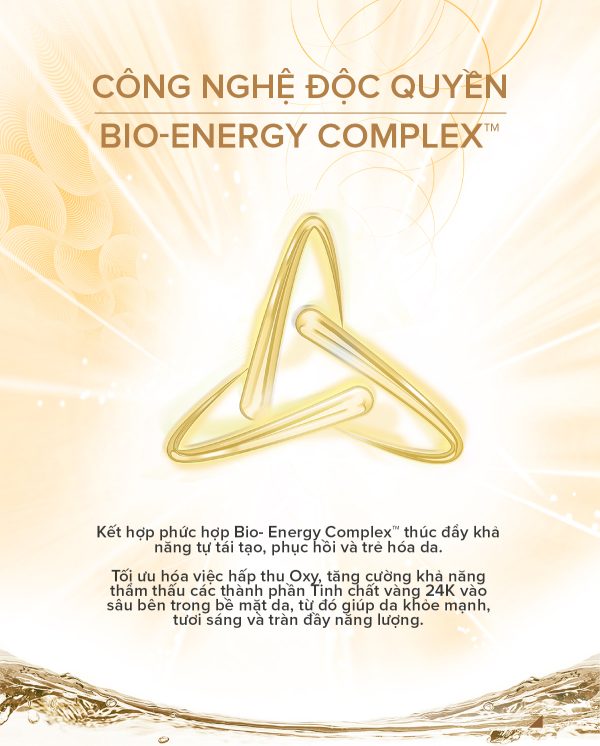 CÔNG NGHỆ ĐỘC QUYỀN
BIO-ENERGY COMPLEX™
Kết hợp phức hợp Bio- Energy Complex™ thúc đẩy khả
năng tự tái tạo, phục hồi và trẻ hóa da.
Tối ưu hóa việc hấp thu Oxy, tăng cường khả năng
thẩm thấu các thành phần Tinh chất vàng 24K vào
sâu bên trong bề mặt da, từ đó giúp da khỏe mạnh,
tươi sáng và tràn đầy năng lượng.